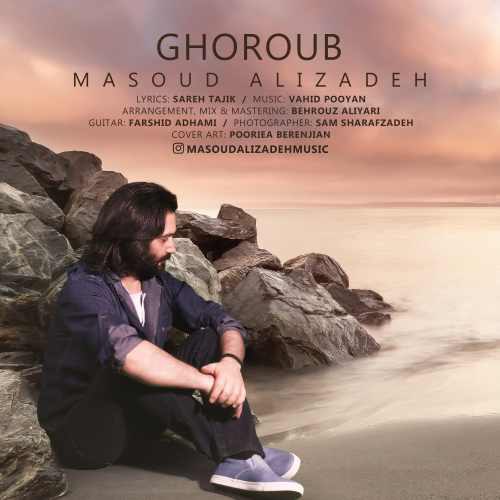 GHOROUB
MASOUD ALIZADEH
LYRICS: SAREH TAJIK / MUSIC: VAHID POOYAN
ARRANGEMENT, MIX & MASTERING: BEHROUZ ALIYARI
GUITAR: FARSHID ADHAMI / PHOTOGRAPHER: SAM SHARAFZADEH
COVER ART: POORIEA BERENJIAN
MASOUDALIZADEHMUSIC